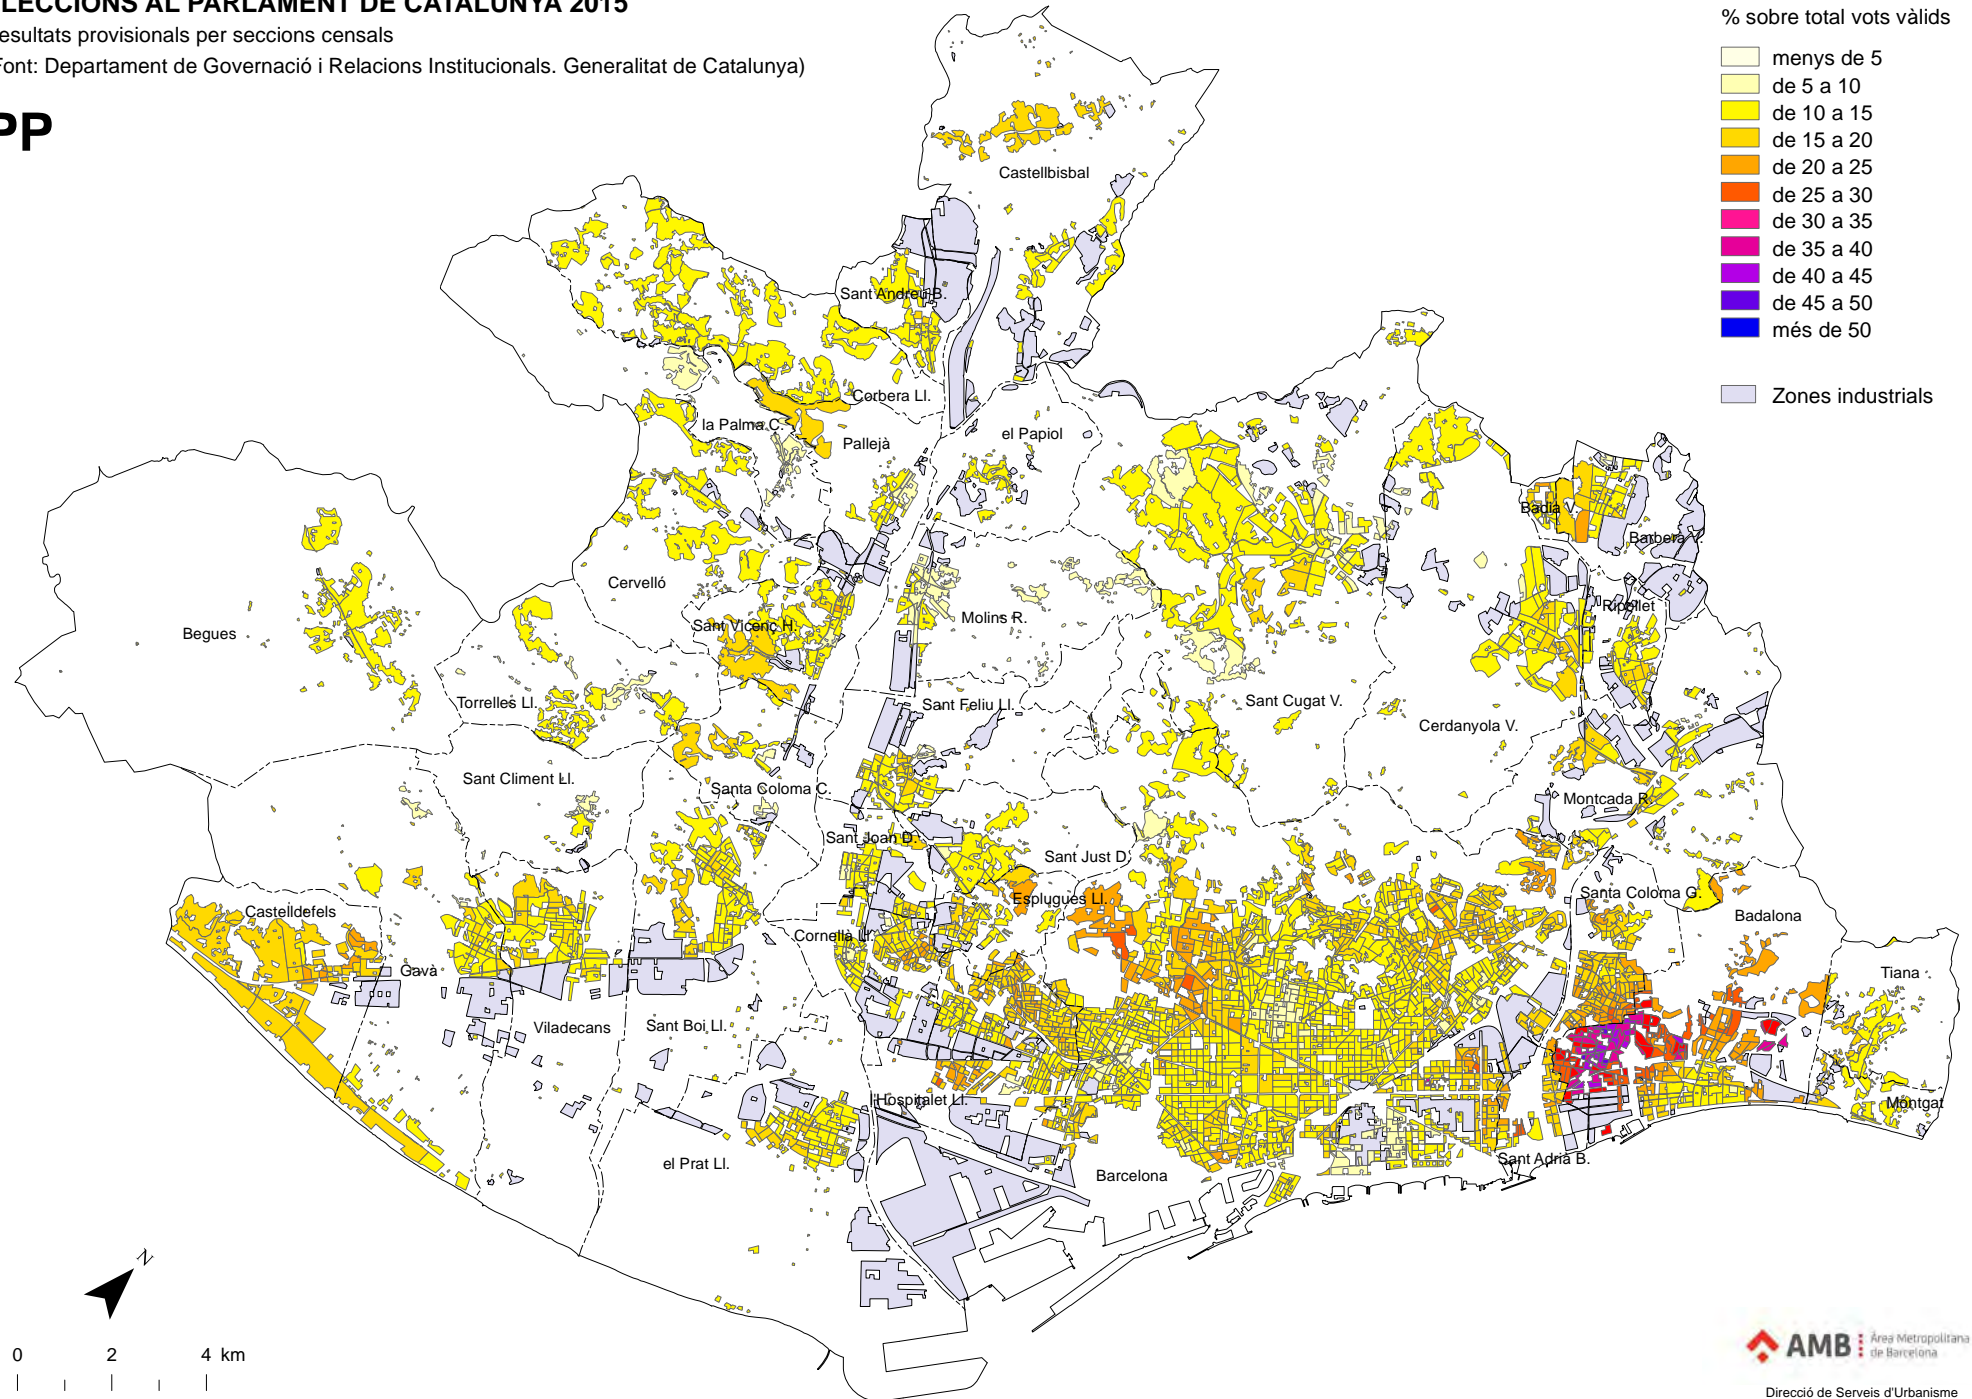 LECCIONS AL PARLAMENT DE CATALUNYA 2015
esultats provisionals per seccions censals
Font: Departament de Governació i Relacions Institucionals. Generalitat de Catalunya)
PP
% sobre total vots vàlids
menys de 5
de 5 a 10
de 10 a 15
de 15 a 20
de 20 a 25
de 25 a 30
de 30 a 35
de 35 a 40
de 40 a 45
de 45 a 50
més de 50
Zones industrials
Castellbisbal
Sant Andreu B.
Corbera Ll.
la Palma C.
Pallejà
el Papiol
Badia V.
Barberà V.
Cervelló
Ripollet
Begues
Sant Vicenç H.
Molins R.
Torrelles Ll.
Sant Feliu Ll.
Sant Cugat V.
Cerdanyola V.
Sant Climent Ll.
Santa Coloma C.
Montcada R.
Sant Joan D.
Sant Just D.
Esplugues Ll.
Santa Coloma G.
Castelldefels
Badalona
Cornellà Ll.
Gavà
Tiana
Viladecans
Sant Boi Ll.
l'Hospitalet Ll.
Montgat
el Prat Ll.
Barcelona
Sant Adrià B.
N
0 2 4 km
AMB Àrea Metropolitana
de Barcelona
Direcció de Serveis d'Urbanisme